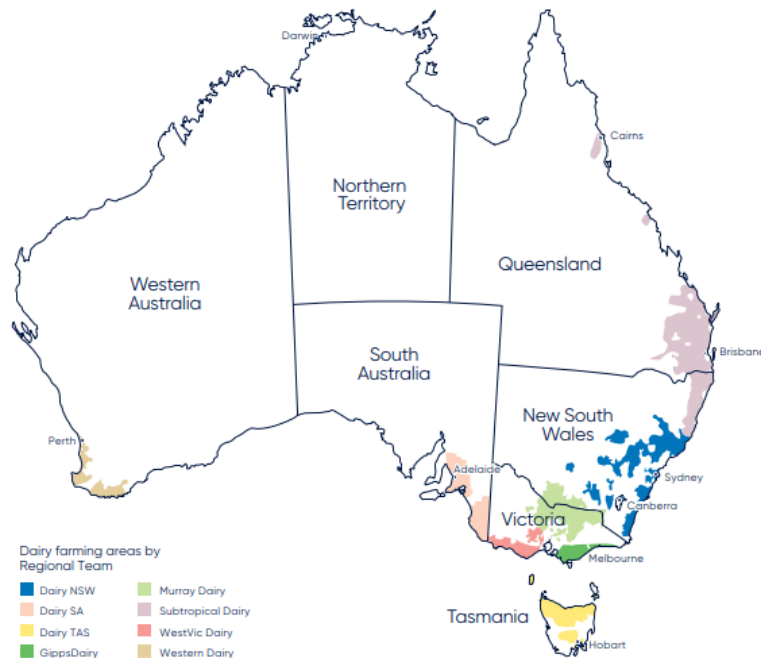 Darwin
Cairns
Northern
Territory
Queensland
Western
Australia
South
Australia
Brisbane
New South
Wales
Perth
Adelaide
Sydney
Canberra
Victoria
Melbourne
Dairy farming areas by
Regional Team
Dairy NSW
Murray Dairy
Dairy SA
Subtropical Dairy
Dairy TAS
WestVic Dairy
GippsDairy
Western Dairy
Tasmania
Hobart